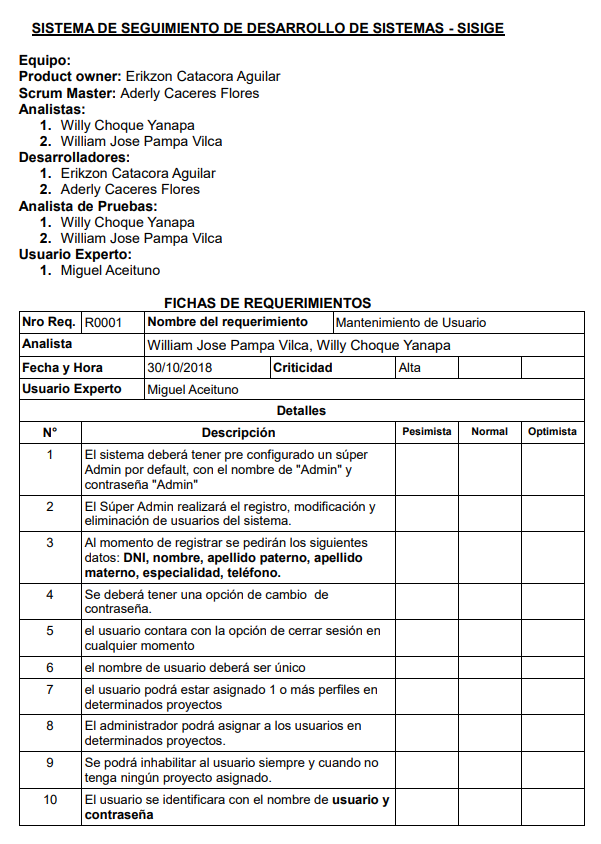 SISTEMA DE SEGUIMIENTO DE DESARROLLO DE SISTEMAS - SISIGE
Equipo:
Product owner: Erikzon Catacora Aguilar
Scrum Master: Aderly Caceres Flores
Analistas:
1. Willy Choque Yanapa
2. William Jose Pampa Vilca
Desarrolladores:
1. Erikzon Catacora Aguilar
2. Aderly Caceres Flores
Analista de Pruebas:
1. Willy Choque Yanapa
2. William Jose Pampa Vilca
Usuario Experto:
1. Miguel Aceituno
FICHAS DE REQUERIMIENTOS
Nro Req. R0001 Nombre del requerimiento Mantenimiento de Usuario
Analista William Jose Pampa Vilca, Willy Choque Yanapa
Fecha y Hora 30/10/2018 Criticidad Alta
Usuario Experto Miguel Aceituno
Detalles
N° Descripción Pesimista Normal Optimista
1 El sistema deberá tener pre configurado un súper
Admin por default, con el nombre de "Admin" y
contraseña "Admin"
2 El Súper Admin realizará el registro, modificación y
eliminación de usuarios del sistema.
3 Al momento de registrar se pedirán los siguientes
datos: DNI, nombre, apellido paterno, apellido
materno, especialidad, teléfono.
4 Se deberá tener una opción de cambio de
contraseña.
5 el usuario contara con la opción de cerrar sesión en
cualquier momento
6 el nombre de usuario deberá ser único
7 el usuario podrá estar asignado 1 o más perfiles en
determinados proyectos
8 El administrador podrá asignar a los usuarios en
determinados proyectos.
9 Se podrá inhabilitar al usuario siempre y cuando no
tenga ningún proyecto asignado.
10 El usuario se identificara con el nombre de usuario y
contraseña